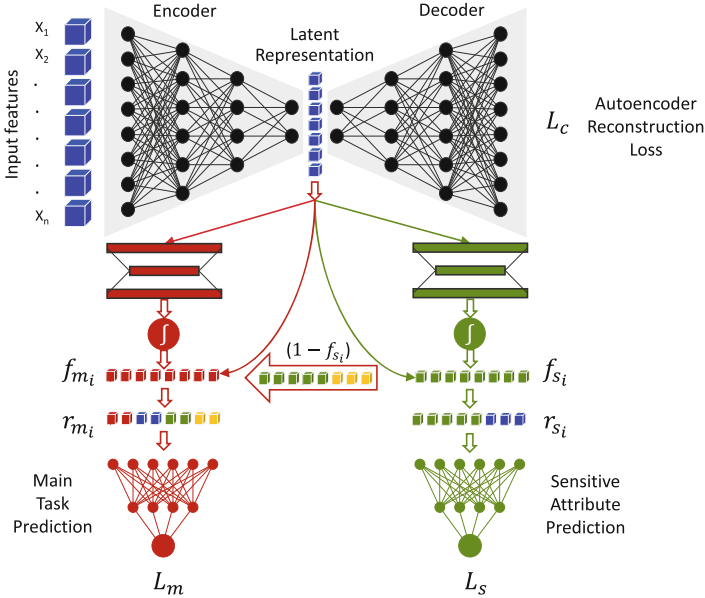 Encoder
Decoder
Latent
Representation
Input features
X1
X2
.
.
.
.
Xn
Lc
Autoencoder
Reconstruction
Loss
∫
∫
(1 − fsi)
fmi
fsi
rmi
rsi
Main
Task
Prediction
Sensitive
Attribute
Prediction
Lm
Ls